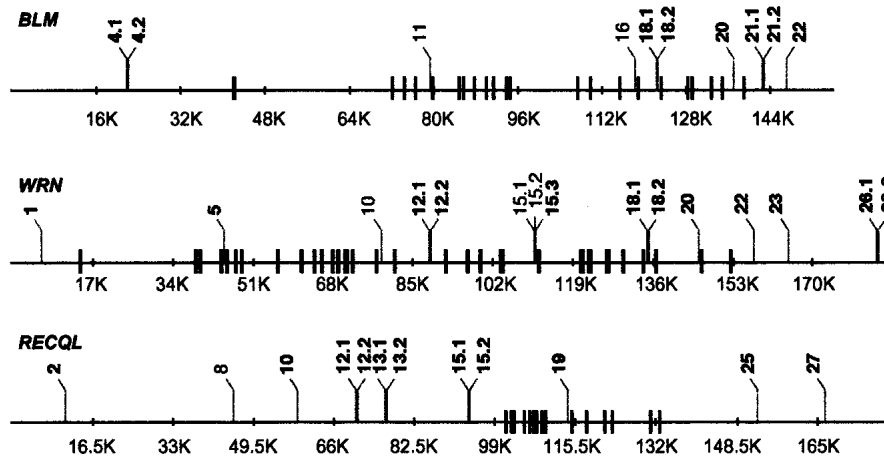 BLM
4.1 4.2 11 16 18.1 18.2 20 21.1 21.2 22
16K 32K 48K 64K 80K 96K 112K 128K 144K
WRN
1 5 10 12.1 12.2 15.1 15.2 15.3 18.1 18.2 20 22 23 26.1
17K 34K 51K 68K 85K 102K 119K 136K 153K 170K
RECQL
2 8 10 12.1 12.2 13.1 13.2 15.1 15.2 19 25 27
16.5K 33K 49.5K 66K 82.5K 99K 115.5K 132K 148.5K 165K